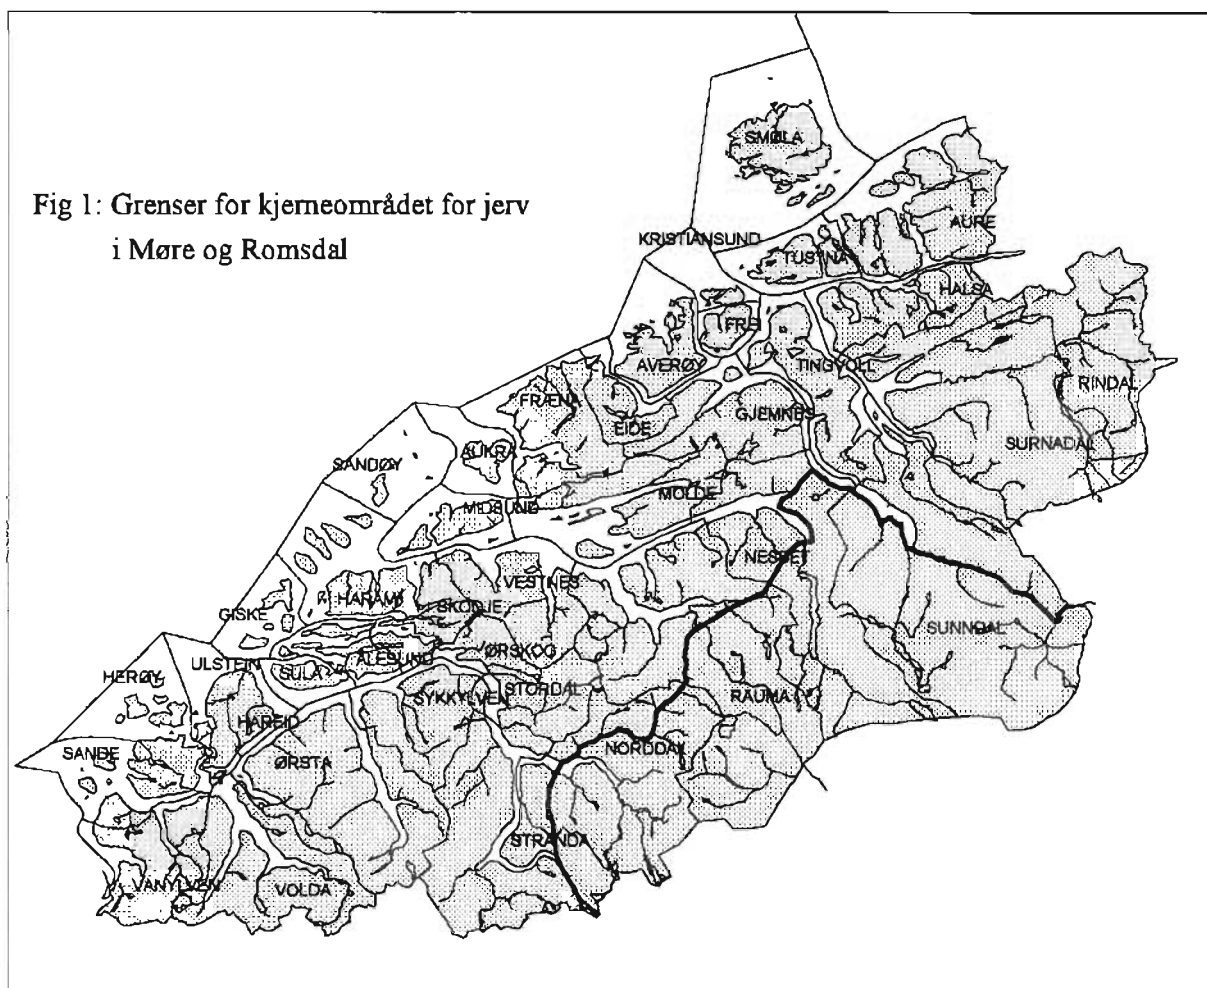 Fig 1: Grenser for kjerneområdet for jerv
i Møre og Romsdal
SMØLA
AURE
KRISTIANSUND
TUSTNA
HALSA
FREI
AVERØY
TINGVOLL
RINDAL
FRÆNA
GJEMNES
EIDE
SURNADAL
AUKRA
SANDØY
MOLDE
MIDSUND
NESSET
VESTNES
HARAM
SKODJE
GISKE
SUNNDAL
ØRSKOG
ÅLESUND
ULSTEIN
SULA
HERØY
STORDAL
SYKKYLVEN
RAUMA
HAREID
NORDDAL
SANDE
ØRSTA
STRANDA
VANYLVEN
VOLDA